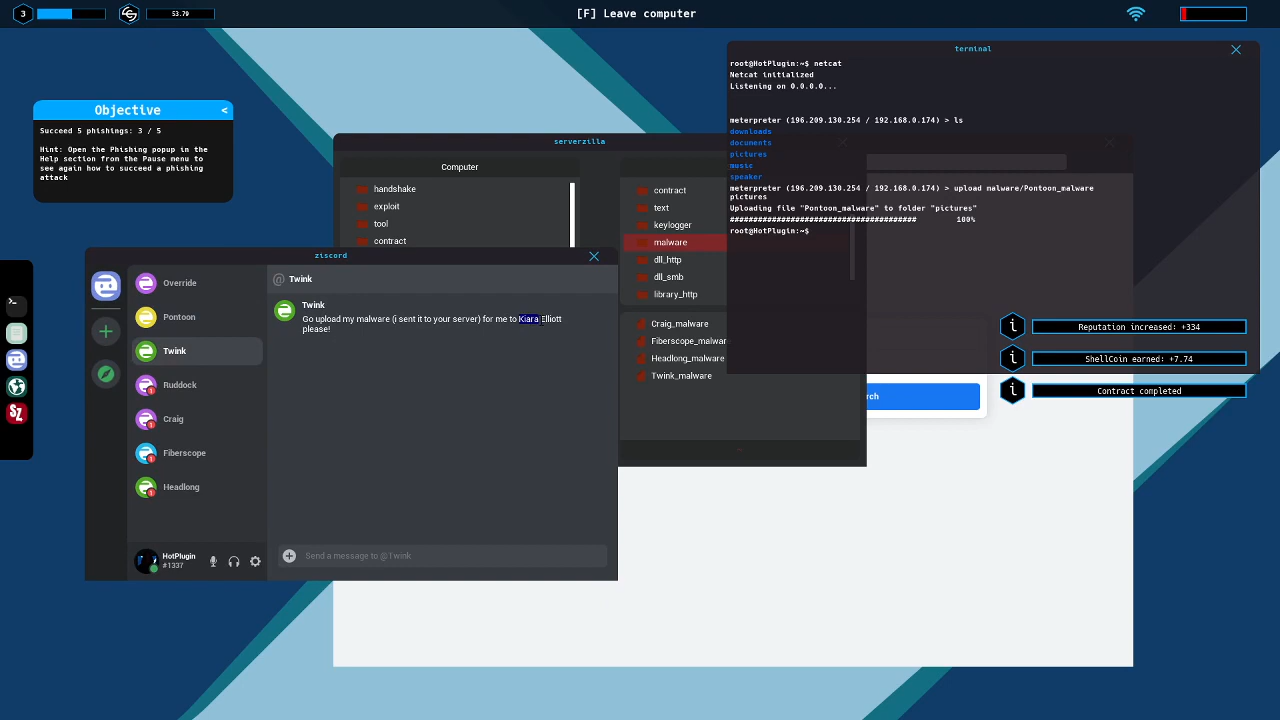 3
53.79
[F] Leave computer
Objective
<
Succeed 5 phishings: 3 / 5
Hint: Open the Phishing popup in the
Help section from the Pause menu to
see again how to succeed a phishing
attack
terminal
root@HotPlugin:~$ netcat
Netcat initialized
Listening on 0.0.0.0...
meterpreter (196.209.130.254 / 192.168.0.174) > ls
downloads
documents
pictures
music
speaker
meterpreter (196.209.130.254 / 192.168.0.174) > upload malware/Pontoon_malware
pictures
Uploading file "Pontoon_malware" to folder "pictures"
####################################### 100%
root@HotPlugin:~$
serverzilla
Computer
handshake
exploit
tool
contract
contract
text
keylogger
malware
dll_http
dll_smb
library_http
Craig_malware
Fiberscope_malware
Headlong_malware
Twink_malware
rch
ziscord
Override
Pontoon
Twink
Ruddock
1
Craig
1
Fiberscope
1
Headlong
1
HotPlugin
#1337
@ Twink
Twink
Go upload my malware (i sent it to your server) for me to Kiara Elliott
please!
Send a message to @Twink
SZ
i Reputation increased: +334
i ShellCoin earned: +7.74
i Contract completed